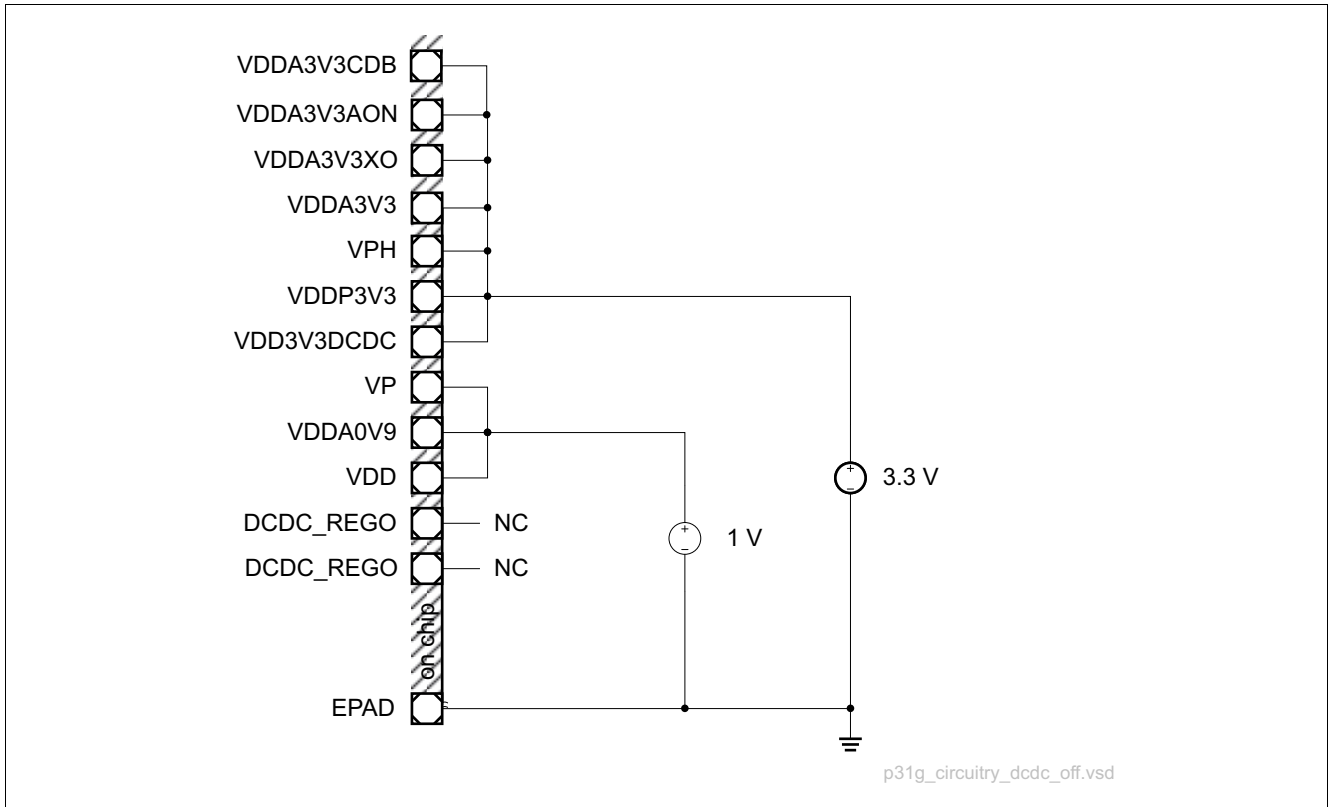 VDDA3V3CDB
VDDA3V3AON
VDDA3V3XO
VDDA3V3
VPH
VDDP3V3
VDD3V3DCDC
VP
VDDA0V9
VDD
3.3 V
DCDC_REGO NC
1 V
DCDC_REGO NC
on chip
EPAD
p31g_circuitry_dcdc_off.vsd